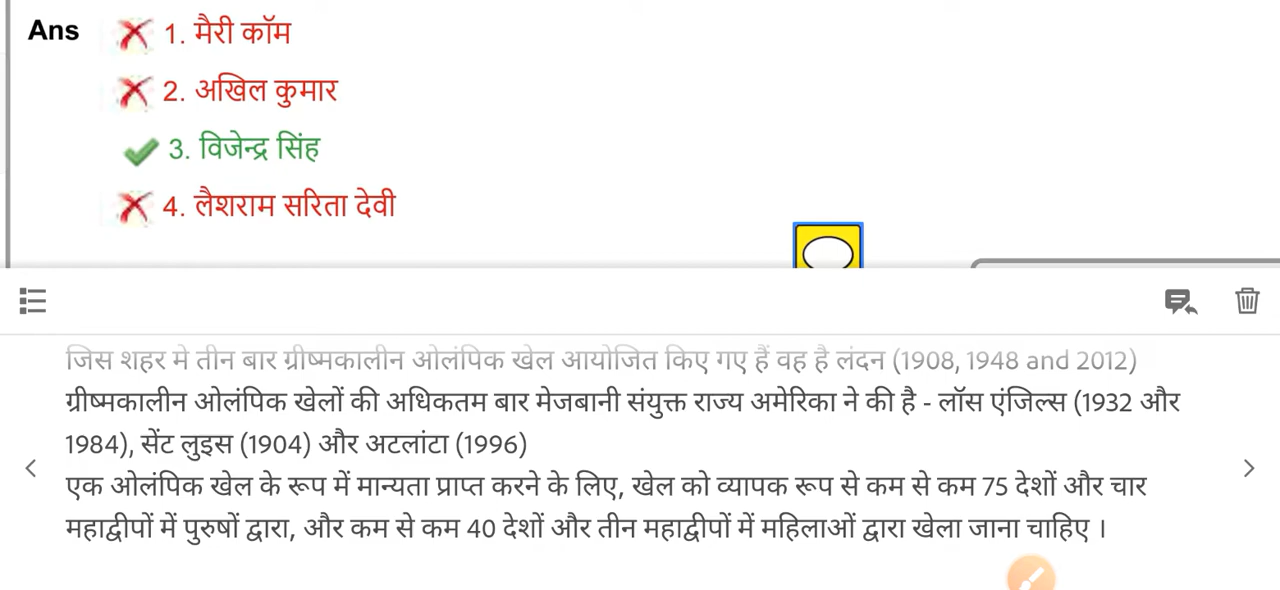 Ans 1. मैरी कॉम
2. अखिल कुमार
3. विजेन्द्र सिंह
4. लैशराम सरिता देवी
जिस शहर मे तीन बार ग्रीष्मकालीन ओलंपिक खेल आयोजित किए गए हैं वह है लंदन (1908, 1948 and 2012)
ग्रीष्मकालीन ओलंपिक खेलों की अधिकतम बार मेजबानी संयुक्त राज्य अमेरिका ने की है - लॉस एंजिल्स (1932 और
1984), सेंट लुइस (1904) और अटलांटा (1996)
एक ओलंपिक खेल के रूप में मान्यता प्राप्त करने के लिए, खेल को व्यापक रूप से कम से कम 75 देशों और चार
महाद्वीपों में पुरुषों द्वारा, और कम से कम 40 देशों और तीन महाद्वीपों में महिलाओं द्वारा खेला जाना चाहिए ।